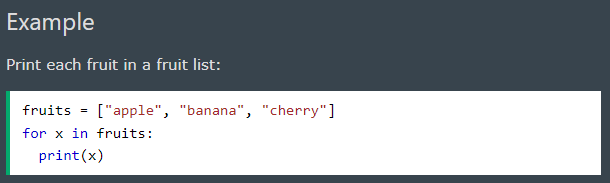 Example
Print each fruit in a fruit list:
fruits = ["apple", "banana", "cherry"]
for x in fruits:
  print(x)